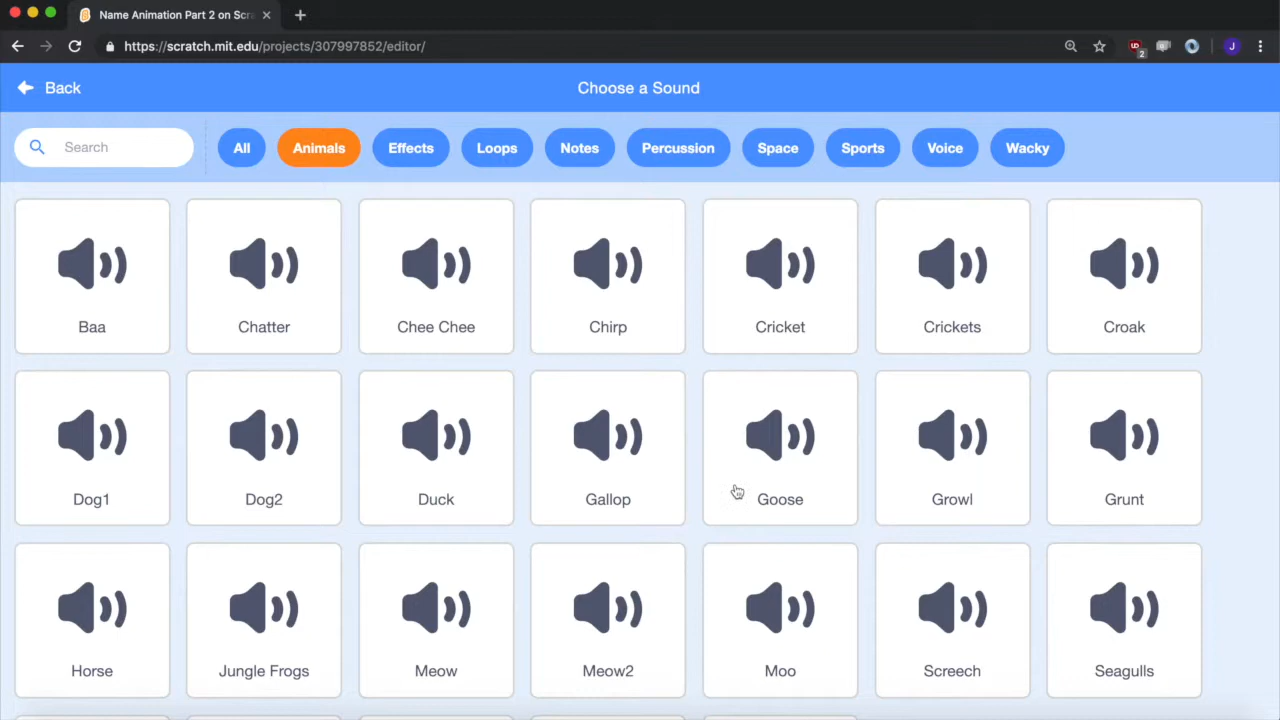 Name Animation Part 2 on Scra
https://scratch.mit.edu/projects/307997852/editor/
2
J
Back
Choose a Sound
Search
All
Animals
Effects
Loops
Notes
Percussion
Space
Sports
Voice
Wacky
Baa
Chatter
Chee Chee
Chirp
Cricket
Crickets
Croak
Dog1
Dog2
Duck
Gallop
Goose
Growl
Grunt
Horse
Jungle Frogs
Meow
Meow2
Moo
Screech
Seagulls